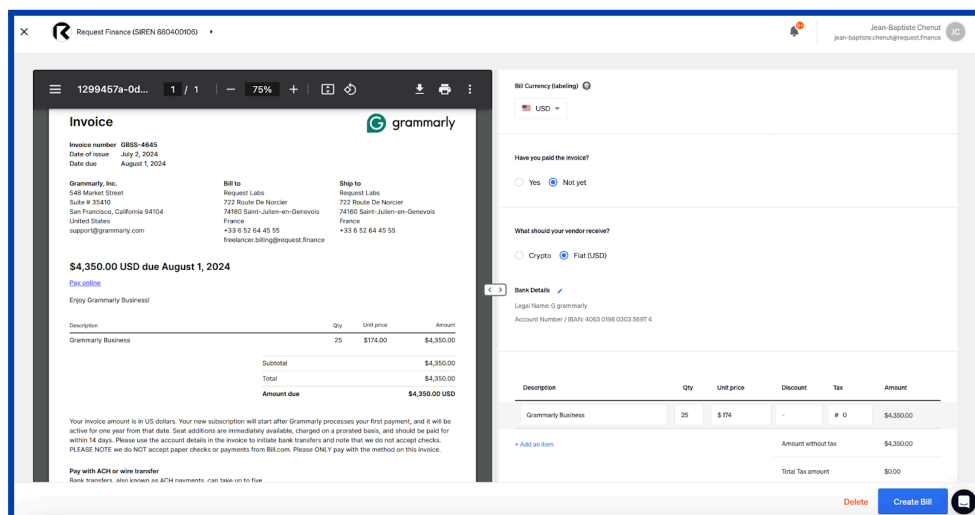 Request Finance (SIREN 880400106)
9+
Jean-Baptiste Chenut
jean-baptiste.chenut@request.finance
JC
1299457a-0d...
1 / 1
75%
Invoice
grammarly
Invoice number GBSS-4645
Date of issue July 2, 2024
Date due August 1, 2024
Grammarly, Inc.
548 Market Street
Suite # 35410
San Francisco, California 94104
United States
support@grammarly.com
Bill to
Request Labs
722 Route De Norcier
74160 Saint-Julien-en-Genevois
France
+33 6 52 64 45 55
freelancer.billing@request.finance
Ship to
Request Labs
722 Route De Norcier
74160 Saint-Julien-en-Genevois
France
+33 6 52 64 45 55
$4,350.00 USD due August 1, 2024
Pay online
Enjoy Grammarly Business!
Description Qty Unit price Amount
Grammarly Business 25 $174.00 $4,350.00
Subtotal $4,350.00
Total $4,350.00
Amount due $4,350.00 USD
Your invoice amount is in US dollars. Your new subscription will start after Grammarly processes your first payment, and it will be
active for one year from that date. Seat additions are immediately available, charged on a prorated basis, and should be paid for
within 14 days. Please use the account details in the invoice to initiate bank transfers and note that we do not accept checks.
PLEASE NOTE we do NOT accept paper checks or payments from Bill.com. Please ONLY pay with the method on this invoice.
Pay with ACH or wire transfer
Bank transfers, also known as ACH payments, can take up to five
Bill Currency (labeling)
USD
Have you paid the invoice?
Yes Not yet
What should your vendor receive?
Crypto Fiat (USD)
Bank Details
Legal Name: G grammarly
Account Number / IBAN: 4063 0198 0303 5697 4
Description Qty Unit price Discount Tax Amount
Grammarly Business 25 $ 174 - # 0 $4,350.00
+ Add an item
Amount without tax $4,350.00
Total Tax amount $0.00
Delete
Create Bill